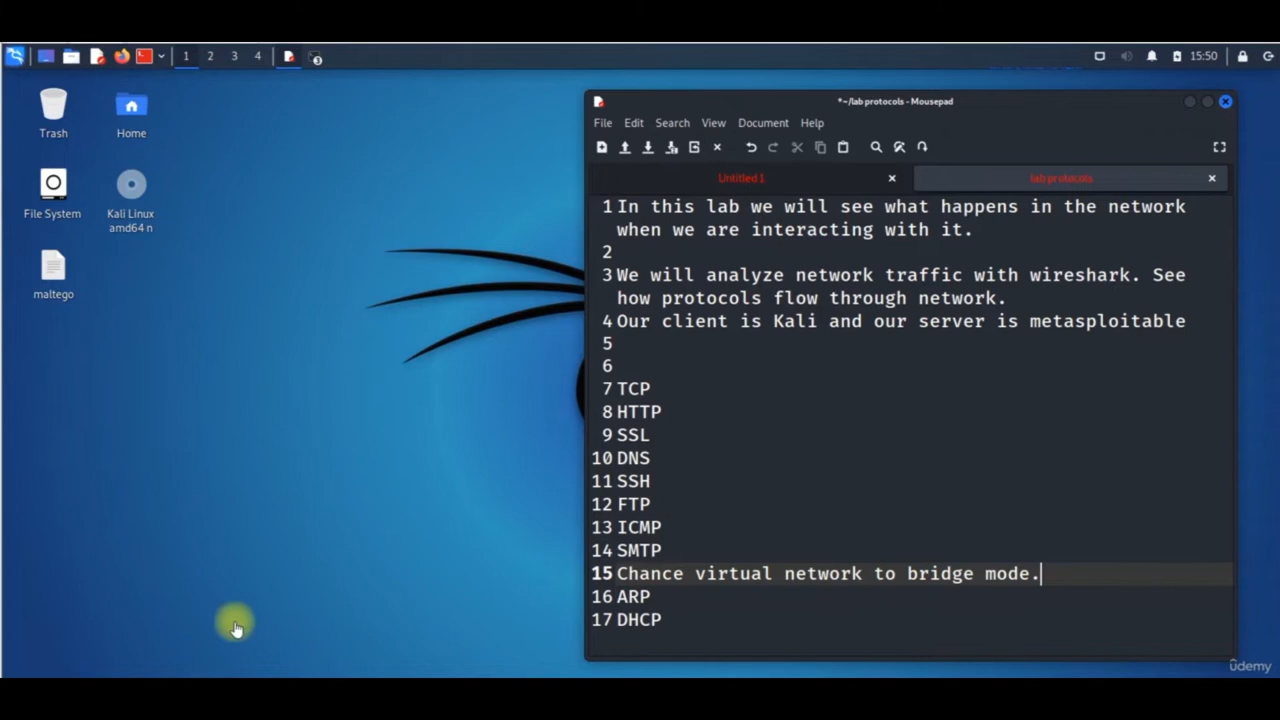 1 2 3 4
15:50
*~/lab protocols - Mousepad
File Edit Search View Document Help
Untitled 1
lab protocols
Trash
Home
File System
Kali Linux
amd64 n
maltego
1 In this lab we will see what happens in the network
when we are interacting with it.
2
3 We will analyze network traffic with wireshark. See
how protocols flow through network.
4 Our client is Kali and our server is metasploitable
5
6
7 TCP
8 HTTP
9 SSL
10 DNS
11 SSH
12 FTP
13 ICMP
14 SMTP
15 Chance virtual network to bridge mode.
16 ARP
17 DHCP
ûdemy